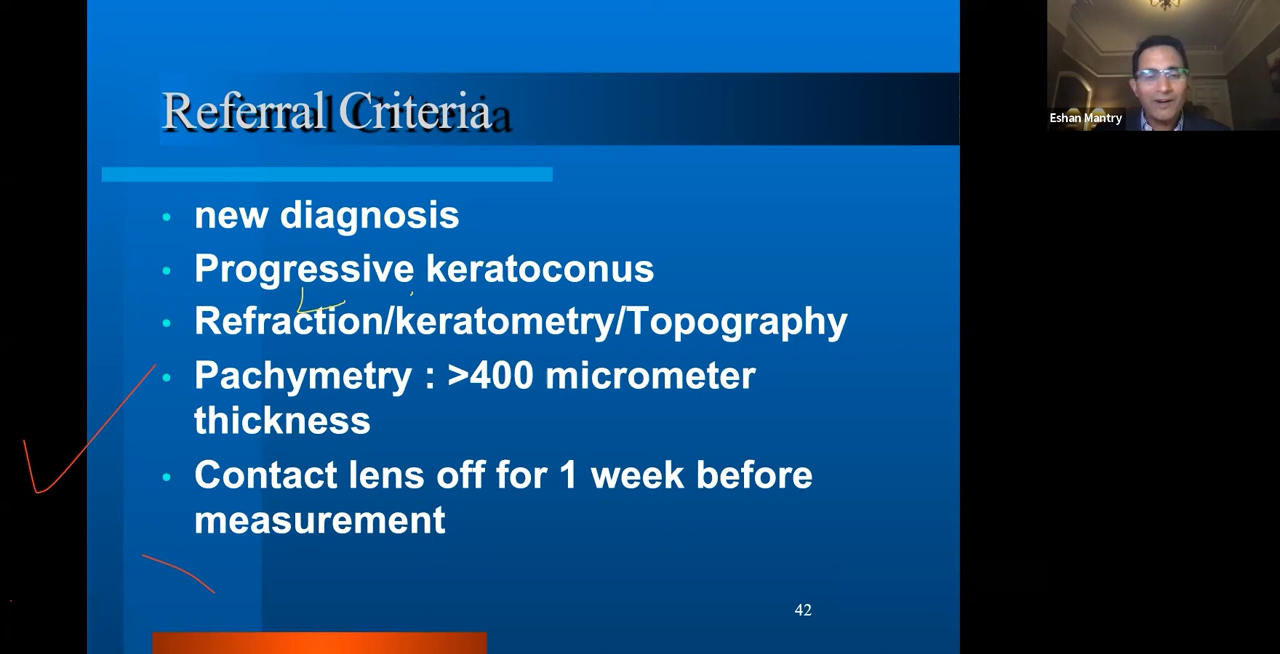 Referral Criteria
Eshan Mantry
new diagnosis
Progressive keratoconus
Refraction/keratometry/Topography
Pachymetry : >400 micrometer
thickness
Contact lens off for 1 week before
measurement
42